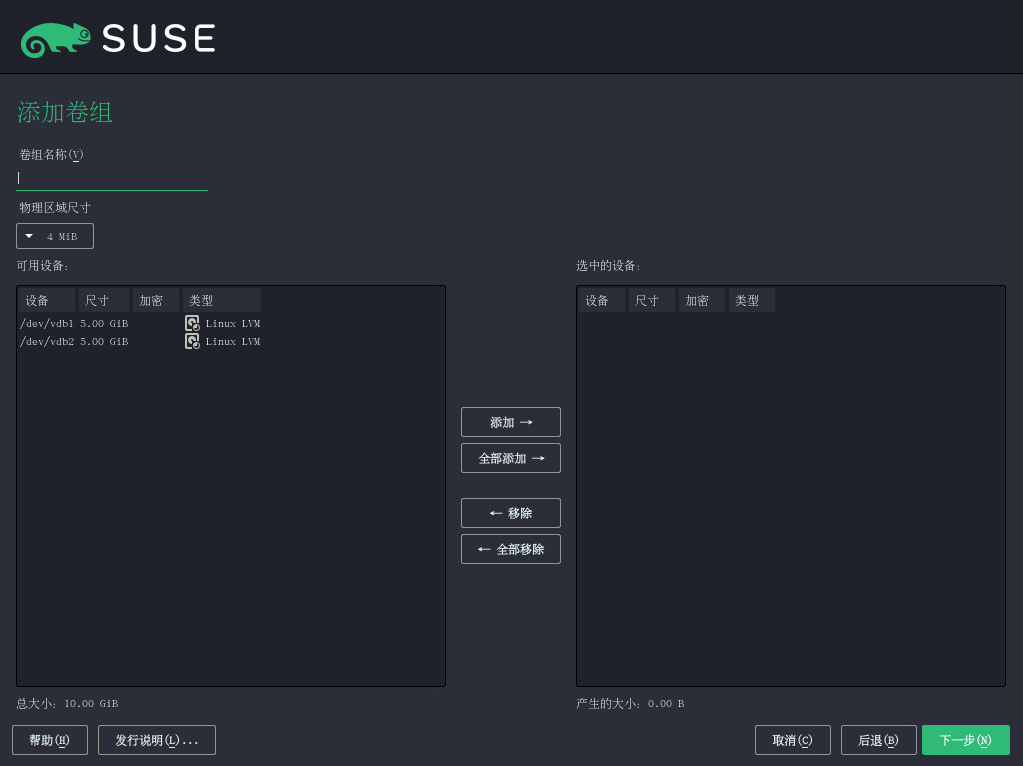 SUSE
添加卷组
卷组名称(V)
物理区域尺寸
4 MiB
可用设备:
设备 尺寸 加密 类型
/dev/vdb1 5.00 GiB Linux LVM
/dev/vdb2 5.00 GiB Linux LVM
总大小: 10.00 GiB
添加 →
全部添加 →
← 移除
← 全部移除
选中的设备:
设备 尺寸 加密 类型
产生的大小: 0.00 B
帮助(H) 发行说明(L)... 取消(C) 后退(B) 下一步(N)